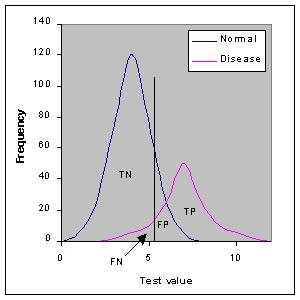 140
120
100
80
60
40
20
0
Frequency
Normal
Disease
TN
FP
TP
FN
0
5
10
Test value